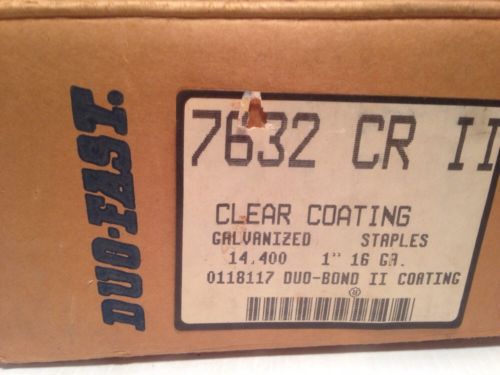 DUO-FAST.
7632 CR II
CLEAR COATING
GALVANIZED STAPLES
14,400 1" 16 GA.
0118117 DUO-BOND II COATING
®